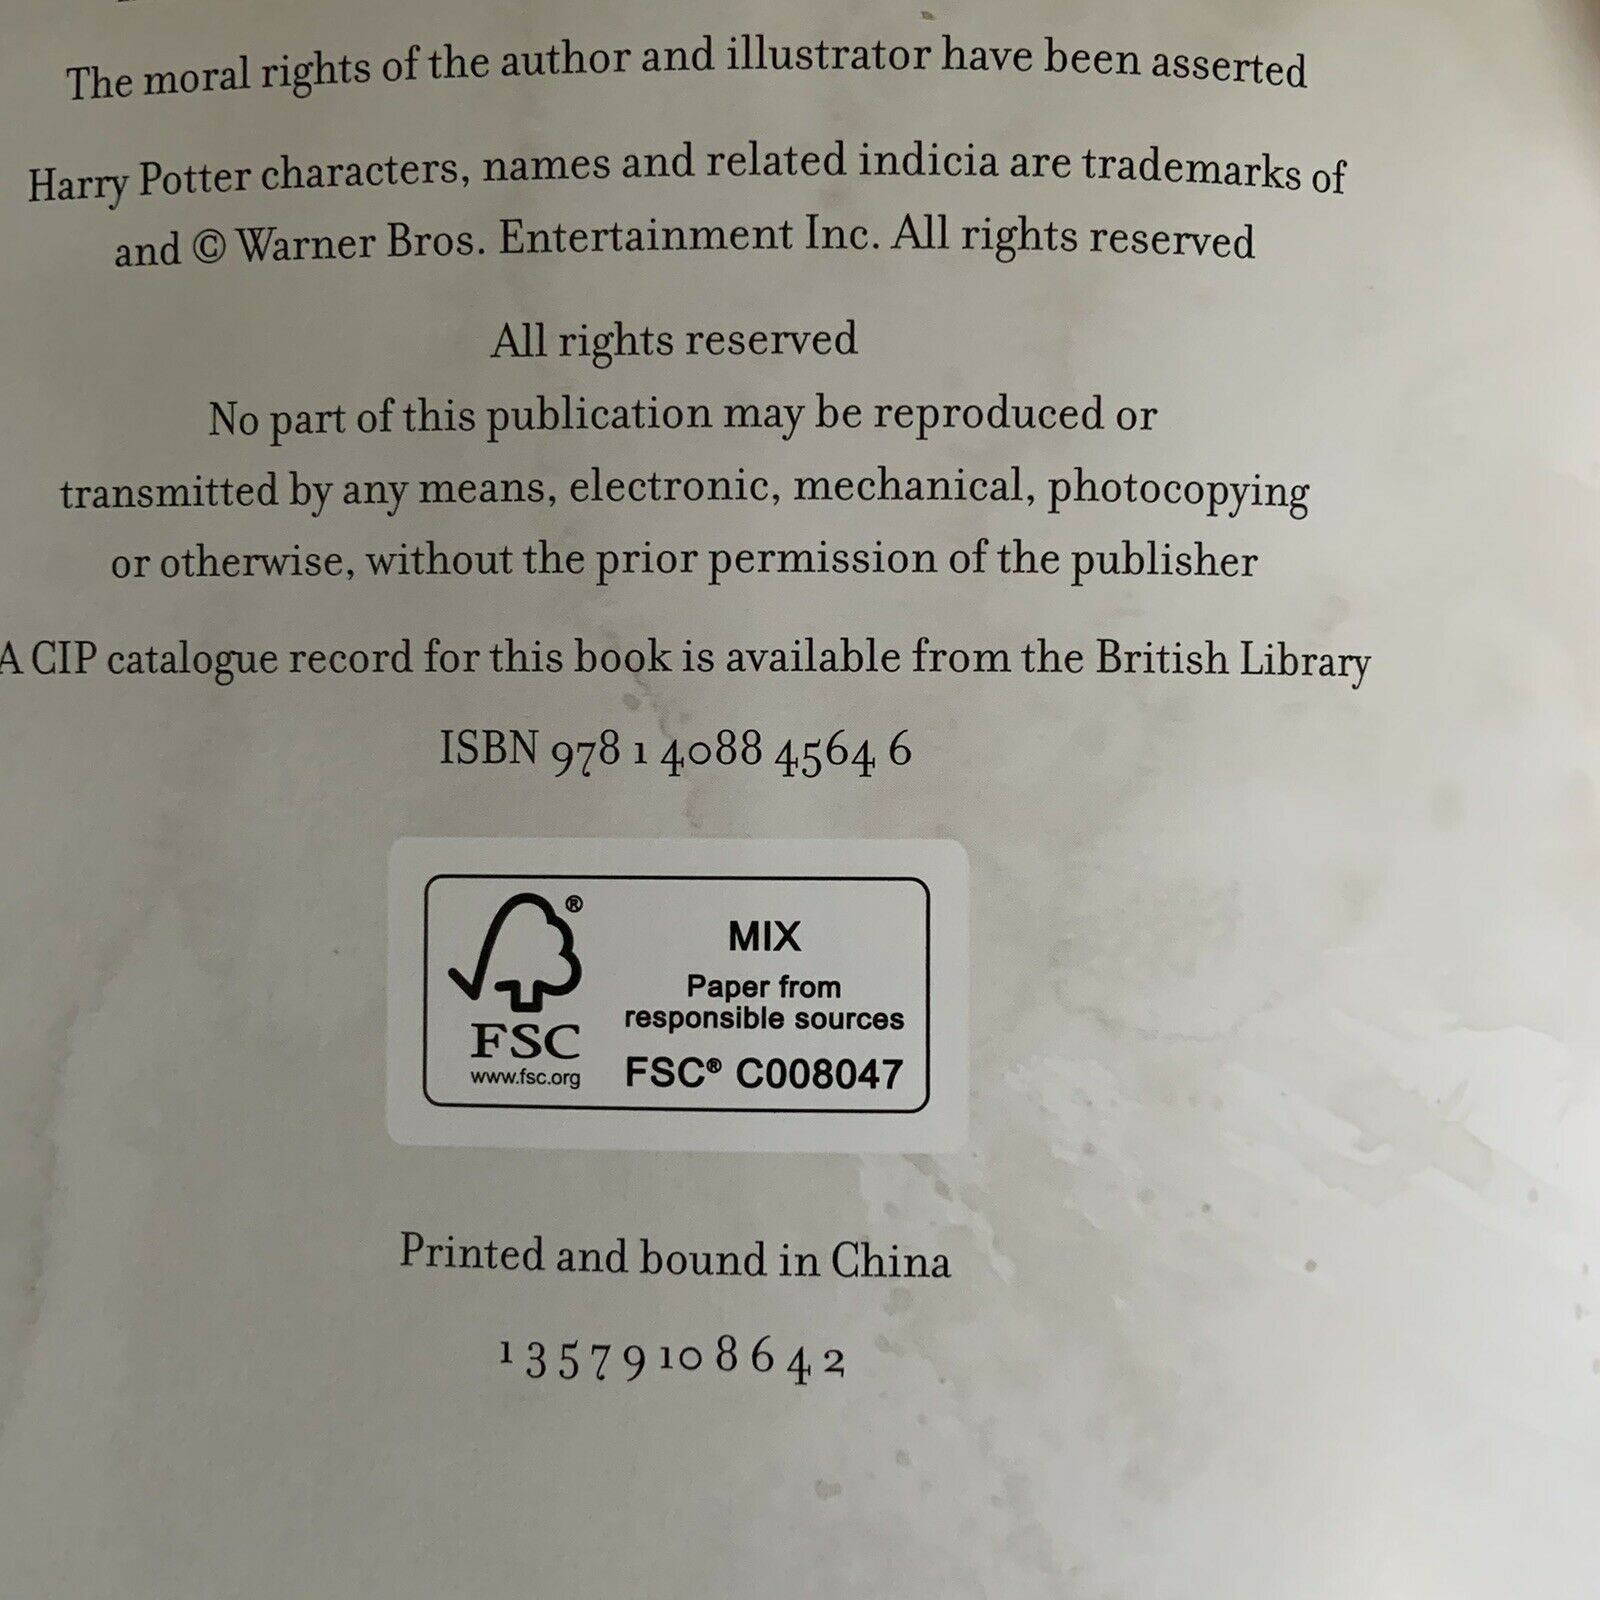 The moral rights of the author and illustrator have been asserted
Harry Potter characters, names and related indicia are trademarks of
and © Warner Bros. Entertainment Inc. All rights reserved
All rights reserved
No part of this publication may be reproduced or
transmitted by any means, electronic, mechanical, photocopying
or otherwise, without the prior permission of the publisher
A CIP catalogue record for this book is available from the British Library
ISBN 978 1 4088 4564 6
®
FSC
www.fsc.org
MIX
Paper from
responsible sources
FSC® C008047
Printed and bound in China
1 3 5 7 9 10 8 6 4 2